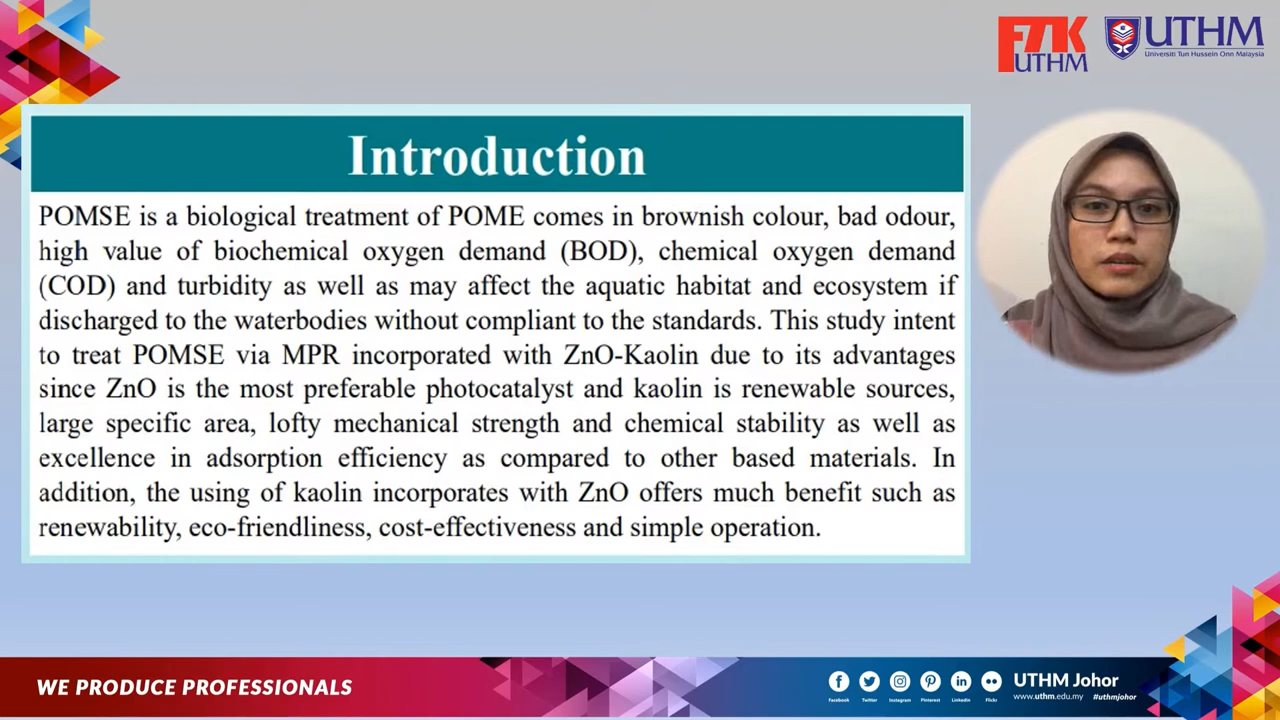 FTK
UTHM
UTHM
Universiti Tun Hussein Onn Malaysia
Introduction
POMSE is a biological treatment of POME comes in brownish colour, bad odour,
high value of biochemical oxygen demand (BOD), chemical oxygen demand
(COD) and turbidity as well as may affect the aquatic habitat and ecosystem if
discharged to the waterbodies without compliant to the standards. This study intent
to treat POMSE via MPR incorporated with ZnO-Kaolin due to its advantages
since ZnO is the most preferable photocatalyst and kaolin is renewable sources,
large specific area, lofty mechanical strength and chemical stability as well as
excellence in adsorption efficiency as compared to other based materials. In
addition, the using of kaolin incorporates with ZnO offers much benefit such as
renewability, eco-friendliness, cost-effectiveness and simple operation.
WE PRODUCE PROFESSIONALS
Facebook Twitter Instagram Pinterest Linkedin Flickr
UTHM Johor
www.uthm.edu.my #uthmjohor